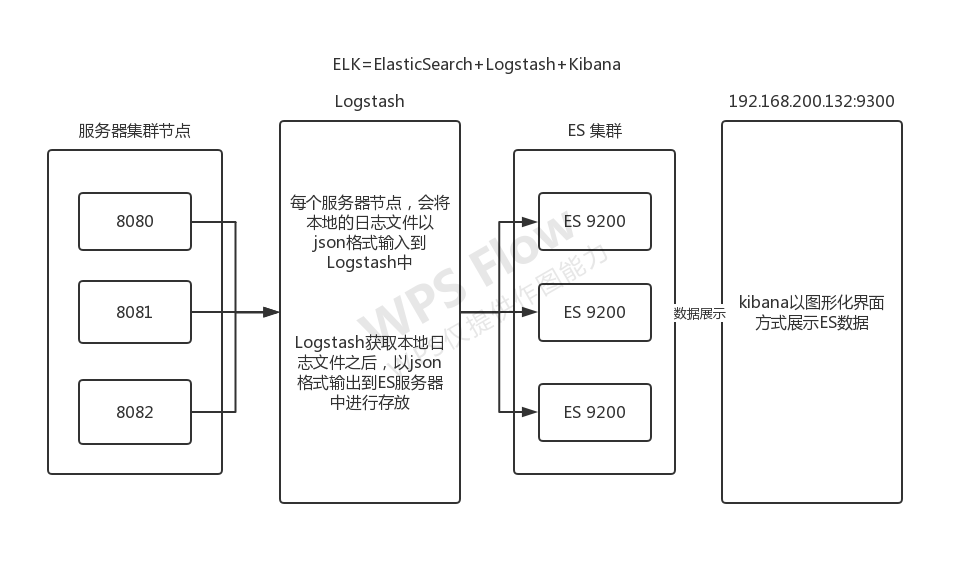 ELK=ElasticSearch+Logstash+Kibana
服务器集群节点
8080
8081
8082
Logstash
每个服务器节点，会将
本地的日志文件以
json格式输入到
Logstash中
Logstash获取本地日
志文件之后，以json
格式输出到ES服务器
中进行存放
ES 集群
ES 9200
ES 9200
ES 9200
数据展示
192.168.200.132:9300
kibana以图形化界面
方式展示ES数据
WPS Flow
WPS仅提供作图能力